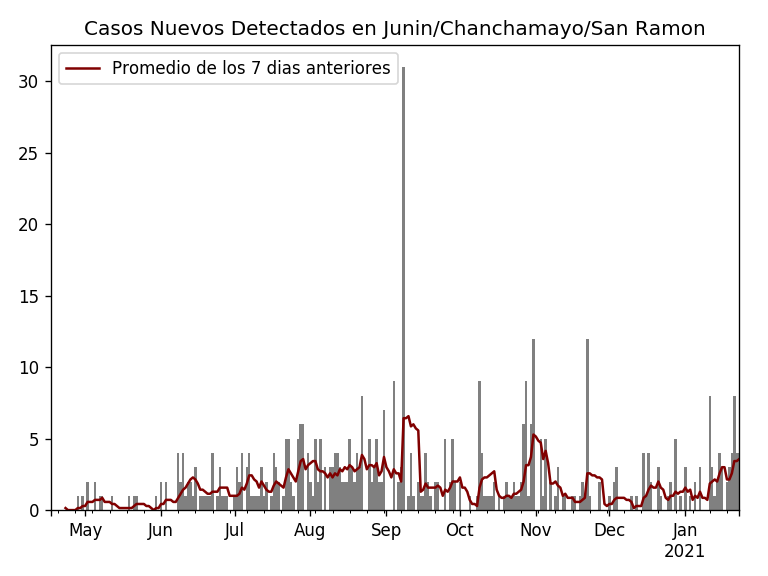 Casos Nuevos Detectados en Junin/Chanchamayo/San Ramon
Promedio de los 7 dias anteriores
30
25
20
15
10
5
0
May Jun Jul Aug Sep Oct Nov Dec Jan
2021